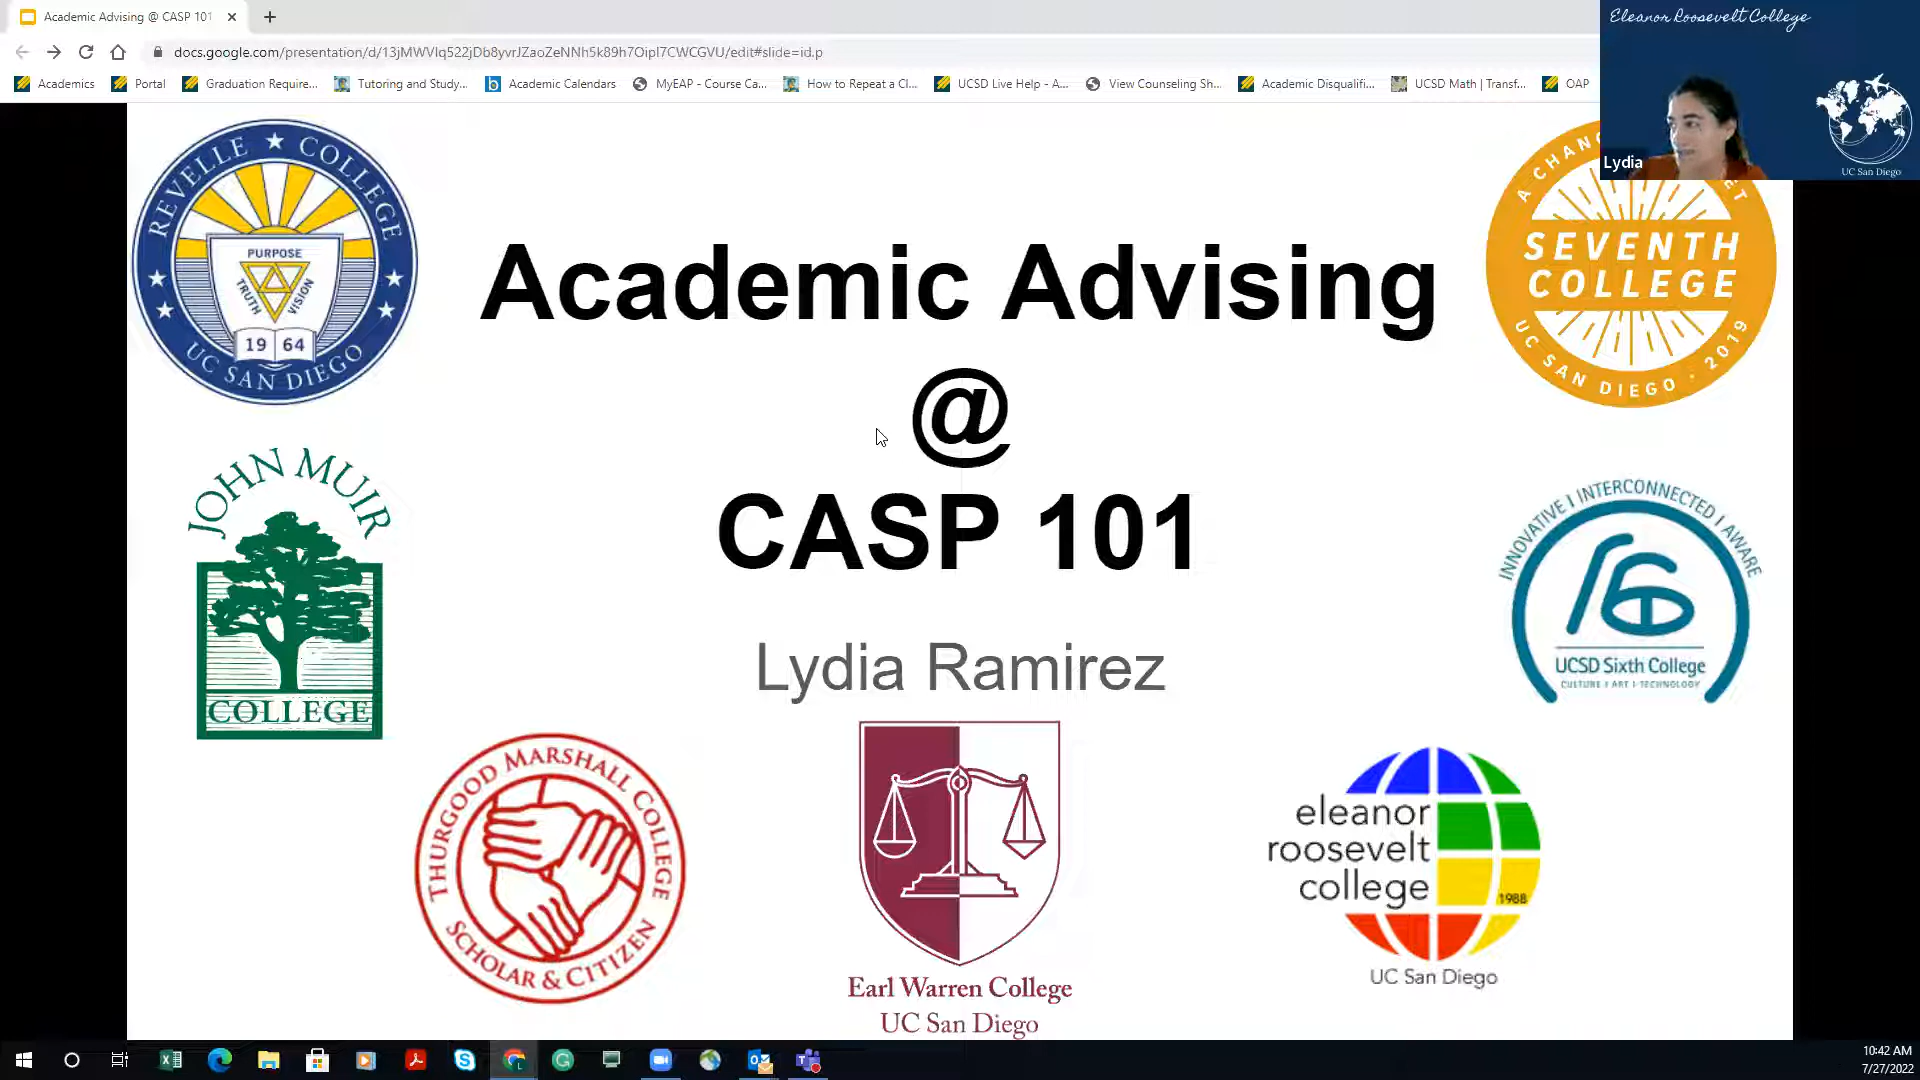 Academic Advising @ CASP 101
docs.google.com/presentation/d/13jMWVlq522jDb8yvrJZaoZeNNh5k89h7Oipl7CWCGVU/edit#slide=id.p
Academics
Portal
Graduation Require...
Tutoring and Study...
Academic Calendars
MyEAP - Course Ca...
How to Repeat a Cl...
UCSD Live Help - A...
View Counseling Sh...
Academic Disqualifi...
UCSD Math | Transf...
OAP
Eleanor Roosevelt College
Lydia
UC San Diego
REVELLE ★ COLLEGE
PURPOSE
TRUTH
VISION
19 64
UC SAN DIEGO
Academic Advising
@
CASP 101
Lydia Ramirez
A CHANG
ET
SEVENTH
COLLEGE
UC SAN DIEGO · 2019
JOHN MUIR
COLLEGE
INNOVATIVE | INTERCONNECTED | AWARE
UCSD Sixth College
CULTURE / ART / TECHNOLOGY
THURGOOD MARSHALL COLLEGE
SCHOLAR & CITIZEN
Earl Warren College
UC San Diego
eleanor
roosevelt
college
1988
UC San Diego
10:42 AM
7/27/2022